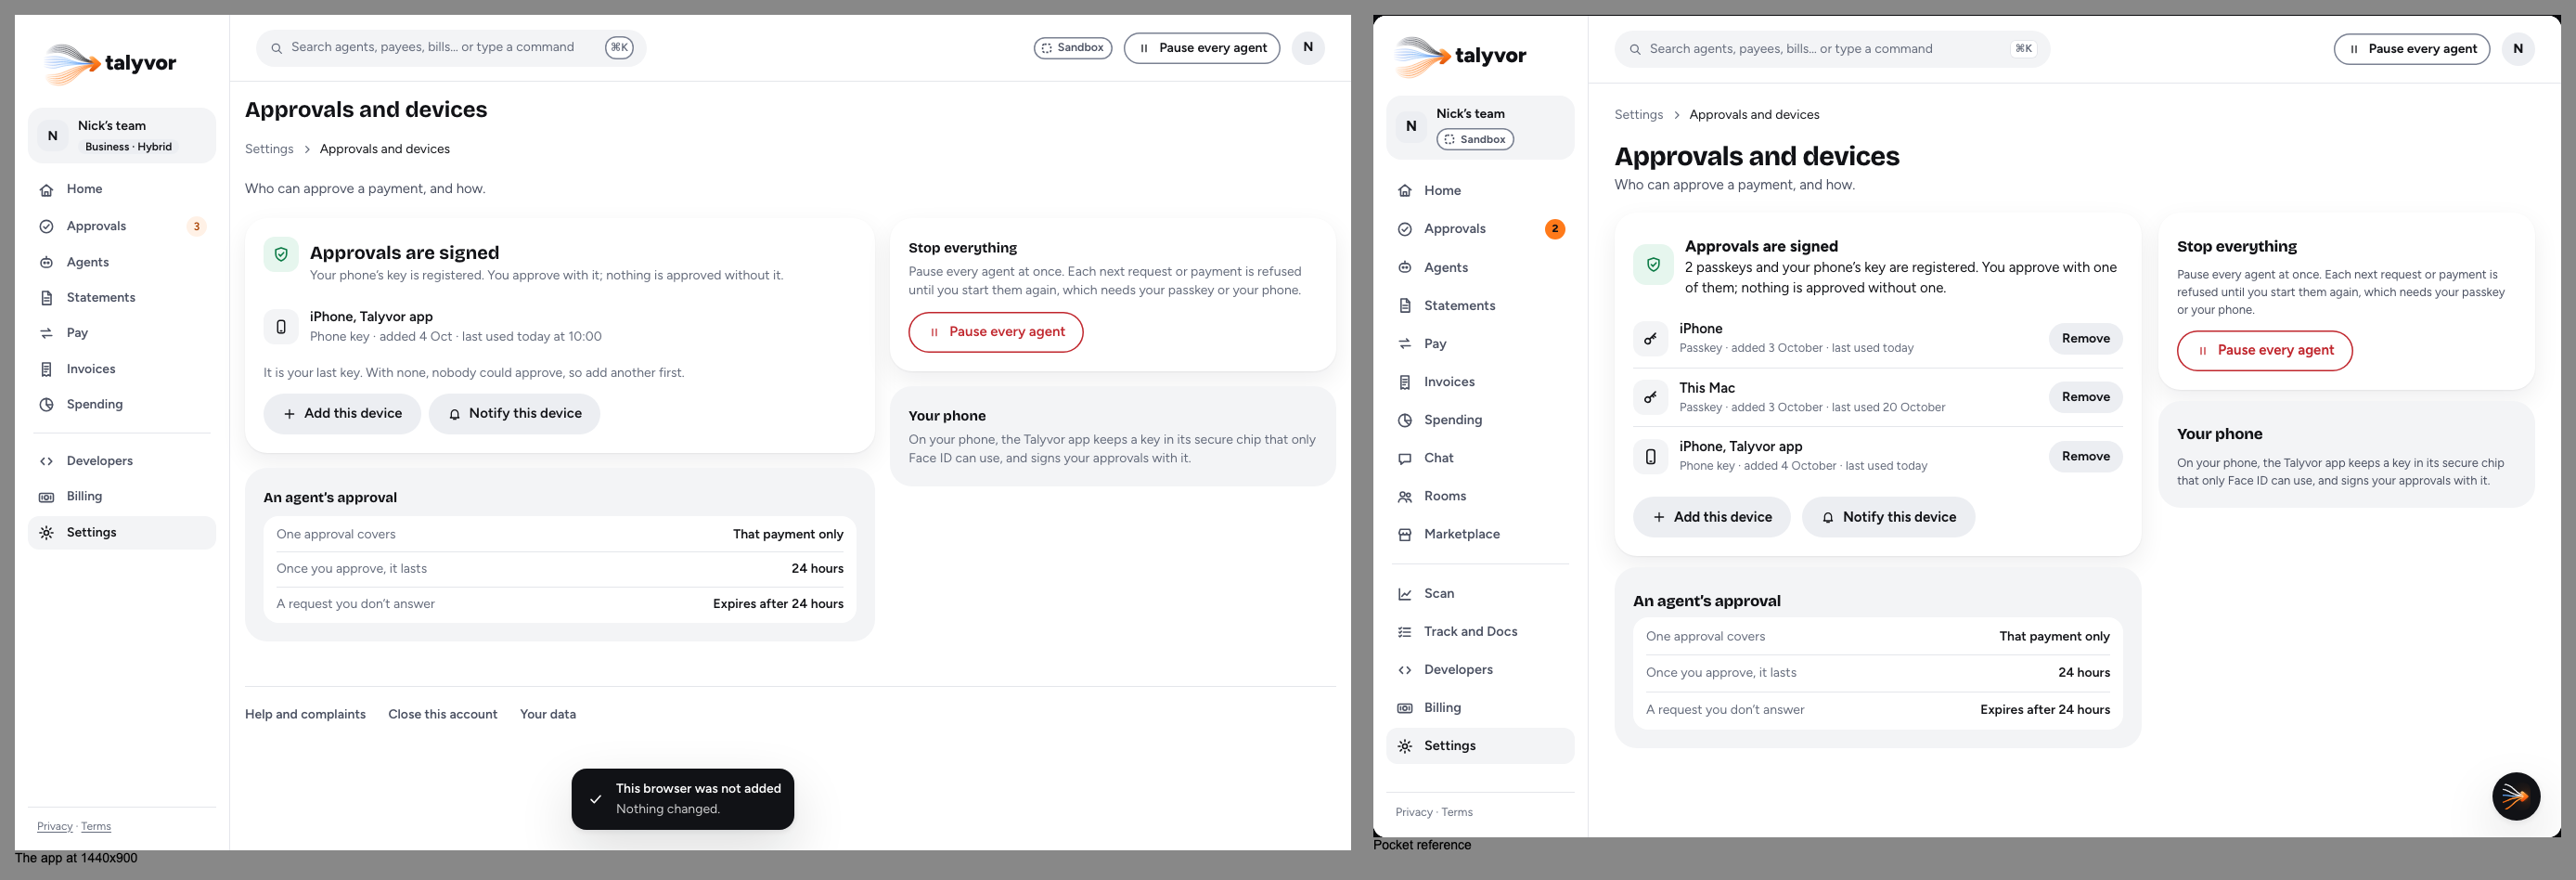 talyvor
Search agents, payees, bills... or type a command
⌘K
Sandbox
Pause every agent
N
N
Nick's team
Business · Hybrid
Home
Approvals
3
Agents
Statements
Pay
Invoices
Spending
Developers
Billing
Settings
Privacy · Terms
Approvals and devices
Settings > Approvals and devices
Who can approve a payment, and how.
Approvals are signed
Your phone's key is registered. You approve with it; nothing is approved without it.
iPhone, Talyvor app
Phone key · added 4 Oct · last used today at 10:00
It is your last key. With none, nobody could approve, so add another first.
Add this device
Notify this device
An agent's approval
One approval covers
That payment only
Once you approve, it lasts
24 hours
A request you don't answer
Expires after 24 hours
Stop everything
Pause every agent at once. Each next request or payment is refused
until you start them again, which needs your passkey or your phone.
Pause every agent
Your phone
On your phone, the Talyvor app keeps a key in its secure chip that only
Face ID can use, and signs your approvals with it.
Help and complaints
Close this account
Your data
This browser was not added
Nothing changed.
The app at 1440x900
talyvor
Search agents, payees, bills... or type a command
⌘K
Pause every agent
N
N
Nick's team
Sandbox
Home
Approvals
2
Agents
Statements
Pay
Invoices
Spending
Chat
Rooms
Marketplace
Scan
Track and Docs
Developers
Billing
Settings
Privacy · Terms
Settings > Approvals and devices
Approvals and devices
Who can approve a payment, and how.
Approvals are signed
2 passkeys and your phone's key are registered. You approve with one
of them; nothing is approved without one.
iPhone
Passkey · added 3 October · last used today
Remove
This Mac
Passkey · added 3 October · last used 20 October
Remove
iPhone, Talyvor app
Phone key · added 4 October · last used today
Remove
Add this device
Notify this device
An agent's approval
One approval covers
That payment only
Once you approve, it lasts
24 hours
A request you don't answer
Expires after 24 hours
Stop everything
Pause every agent at once. Each next request or payment is
refused until you start them again, which needs your passkey
or your phone.
Pause every agent
Your phone
On your phone, the Talyvor app keeps a key in its secure chip
that only Face ID can use, and signs your approvals with it.
Pocket reference